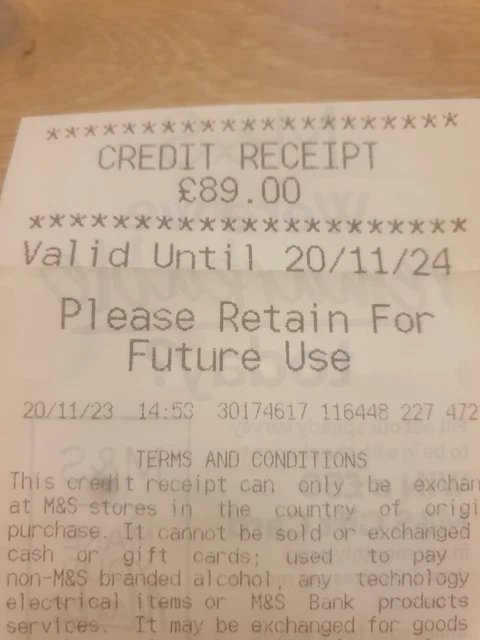 ********************
CREDIT RECEIPT
£89.00
********************
Valid Until 20/11/24
Please Retain For
Future Use
20/11/23 14:53 30174617 116448 227 472
TERMS AND CONDITIONS
This credit receipt can only be exchan
at M&S stores in the country of origi
purchase. It cannot be sold or exchanged
cash or gift cards; used to pay
non-M&S branded alcohol, any technology
electrical items or M&S Bank products
services. It may be exchanged for goods